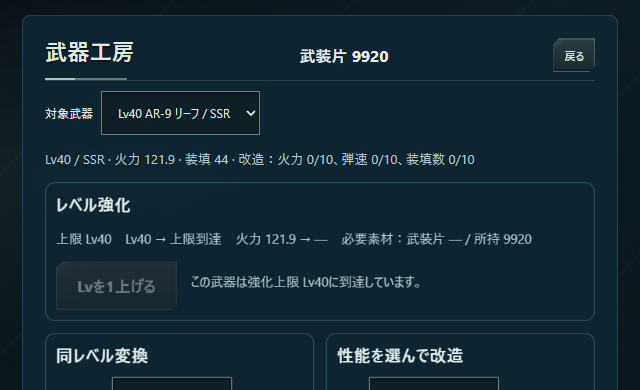 武器工房
武装片 9920
戻る
対象武器
Lv40 AR-9 リーフ / SSR
Lv40 / SSR · 火力 121.9 · 装填 44 · 改造：火力 0/10、弾速 0/10、装填数 0/10
レベル強化
上限 Lv40 Lv40 → 上限到達 火力 121.9 → — 必要素材：武装片 — / 所持 9920
Lvを1上げる
この武器は強化上限 Lv40に到達しています。
同レベル変換
性能を選んで改造